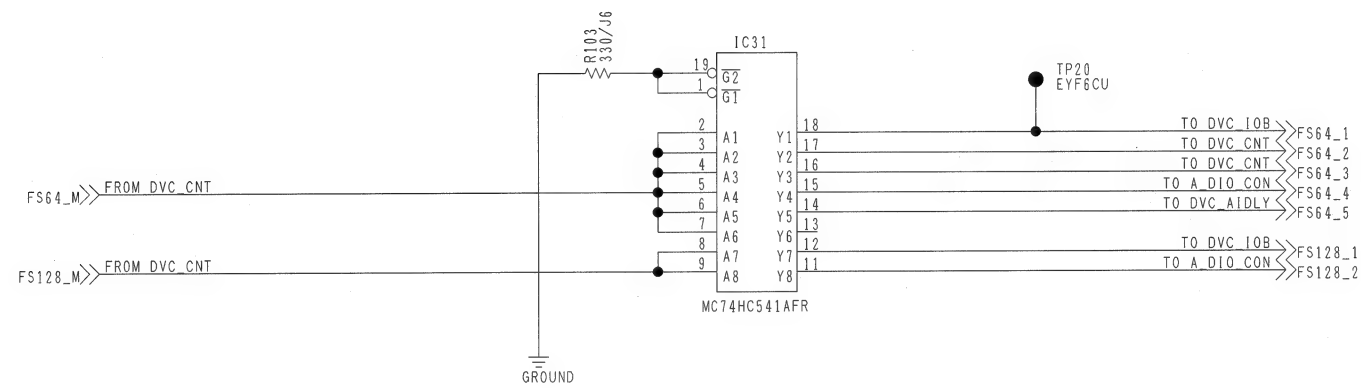 R103
330/J6
IC31
19
G2
1
G1
TP20
EYF6CU
2
A1
Y1
18
TO DVC_IOB
FS64_1
3
A2
Y2
17
TO DVC_CNT
FS64_2
4
A3
Y3
16
TO DVC_CNT
FS64_3
FS64_M
FROM DVC_CNT
5
A4
Y4
15
TO A_DIO_CON
FS64_4
6
A5
Y5
14
TO DVC_AIDLY
FS64_5
7
A6
Y6
13
8
A7
Y7
12
TO DVC_IOB
FS128_1
FS128_M
FROM DVC_CNT
9
A8
Y8
11
TO A_DIO_CON
FS128_2
MC74HC541AFR
GROUND